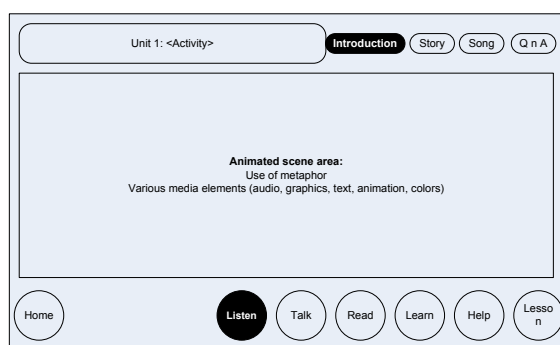 Unit 1: <Activity>
Introduction
Story
Song
Q n A
Animated scene area:
Use of metaphor
Various media elements (audio, graphics, text, animation, colors)
Home
Listen
Talk
Read
Learn
Help
Lesso
n